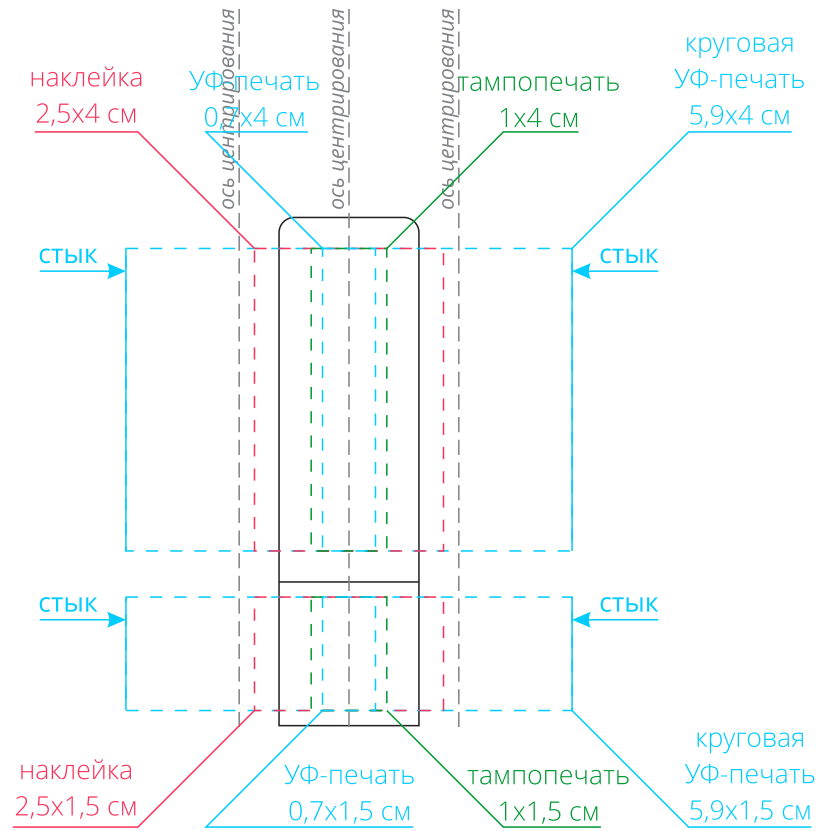 ось центрирования
ось центрирования
ось центрирования
наклейка
2,5х4 см
УФ-печать
0,7х4 см
тампопечать
1х4 см
круговая
УФ-печать
5,9х4 см
стык
стык
стык
стык
наклейка
2,5х1,5 см
УФ-печать
0,7х1,5 см
тампопечать
1х1,5 см
круговая
УФ-печать
5,9х1,5 см